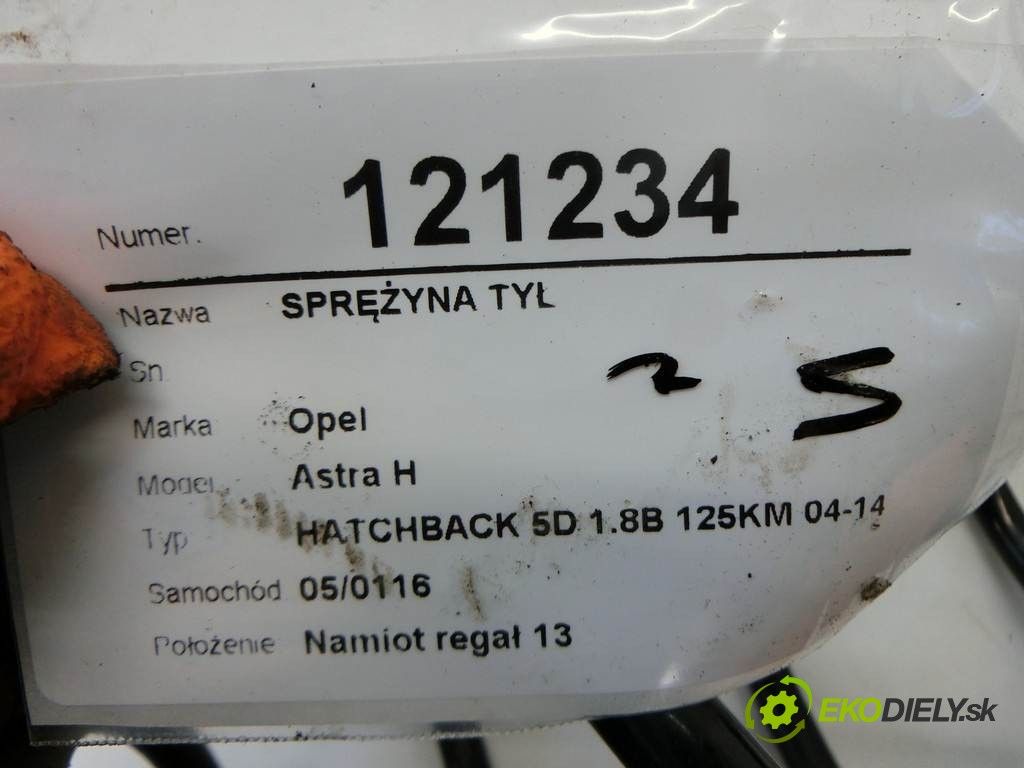 Numer. 121234
Nazwa SPRĘŻYNA TYŁ
Sn
Marka Opel
Model Astra H
Typ HATCHBACK 5D 1.8B 125KM 04-14
Samochód 05/0116
Położenie Namiot regał 13
EKODIELY.sk